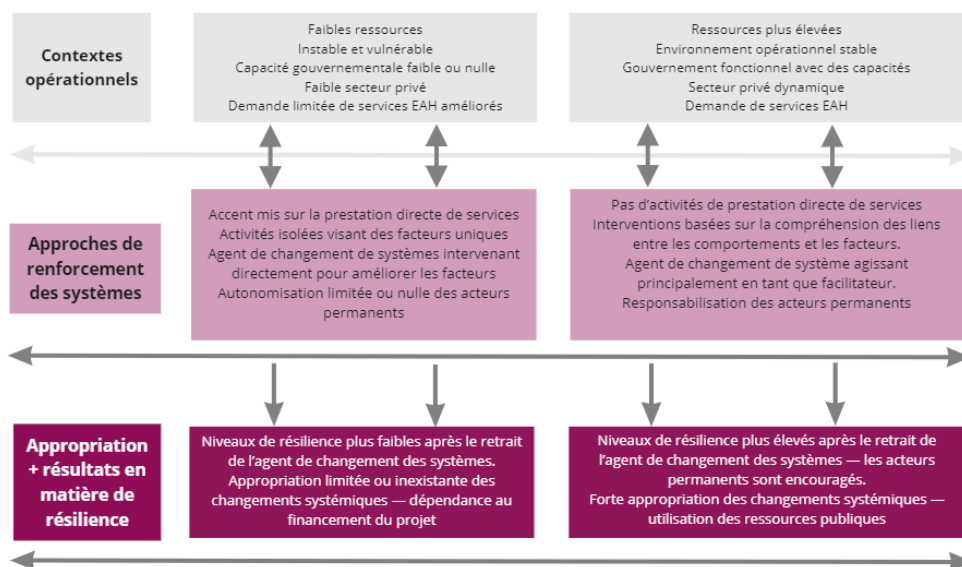 Contextes
opérationnels
Faibles ressources
Instable et vulnérable
Capacité gouvernementale faible ou nulle
Faible secteur privé
Demande limitée de services EAH améliorés
Ressources plus élevées
Environnement opérationnel stable
Gouvernement fonctionnel avec des capacités
Secteur privé dynamique
Demande de services EAH
Approches de
renforcement
des systèmes
Accent mis sur la prestation directe de services
Activités isolées visant des facteurs uniques
Agent de changement de systèmes intervenant
directement pour améliorer les facteurs
Autonomisation limitée ou nulle des acteurs
permanents
Pas d’activités de prestation directe de services
Interventions basées sur la compréhension des liens
entre les comportements et les facteurs.
Agent de changement de système agissant
principalement en tant que facilitateur.
Responsabilisation des acteurs permanents
Appropriation
+ résultats en
matière de
résilience
Niveaux de résilience plus faibles après le retrait
de l’agent de changement des systèmes.
Appropriation limitée ou inexistante des
changements systémiques — dépendance au
financement du projet
Niveaux de résilience plus élevés après le retrait de
l’agent de changement des systèmes — les acteurs
permanents sont encouragés.
Forte appropriation des changements systémiques —
utilisation des ressources publiques